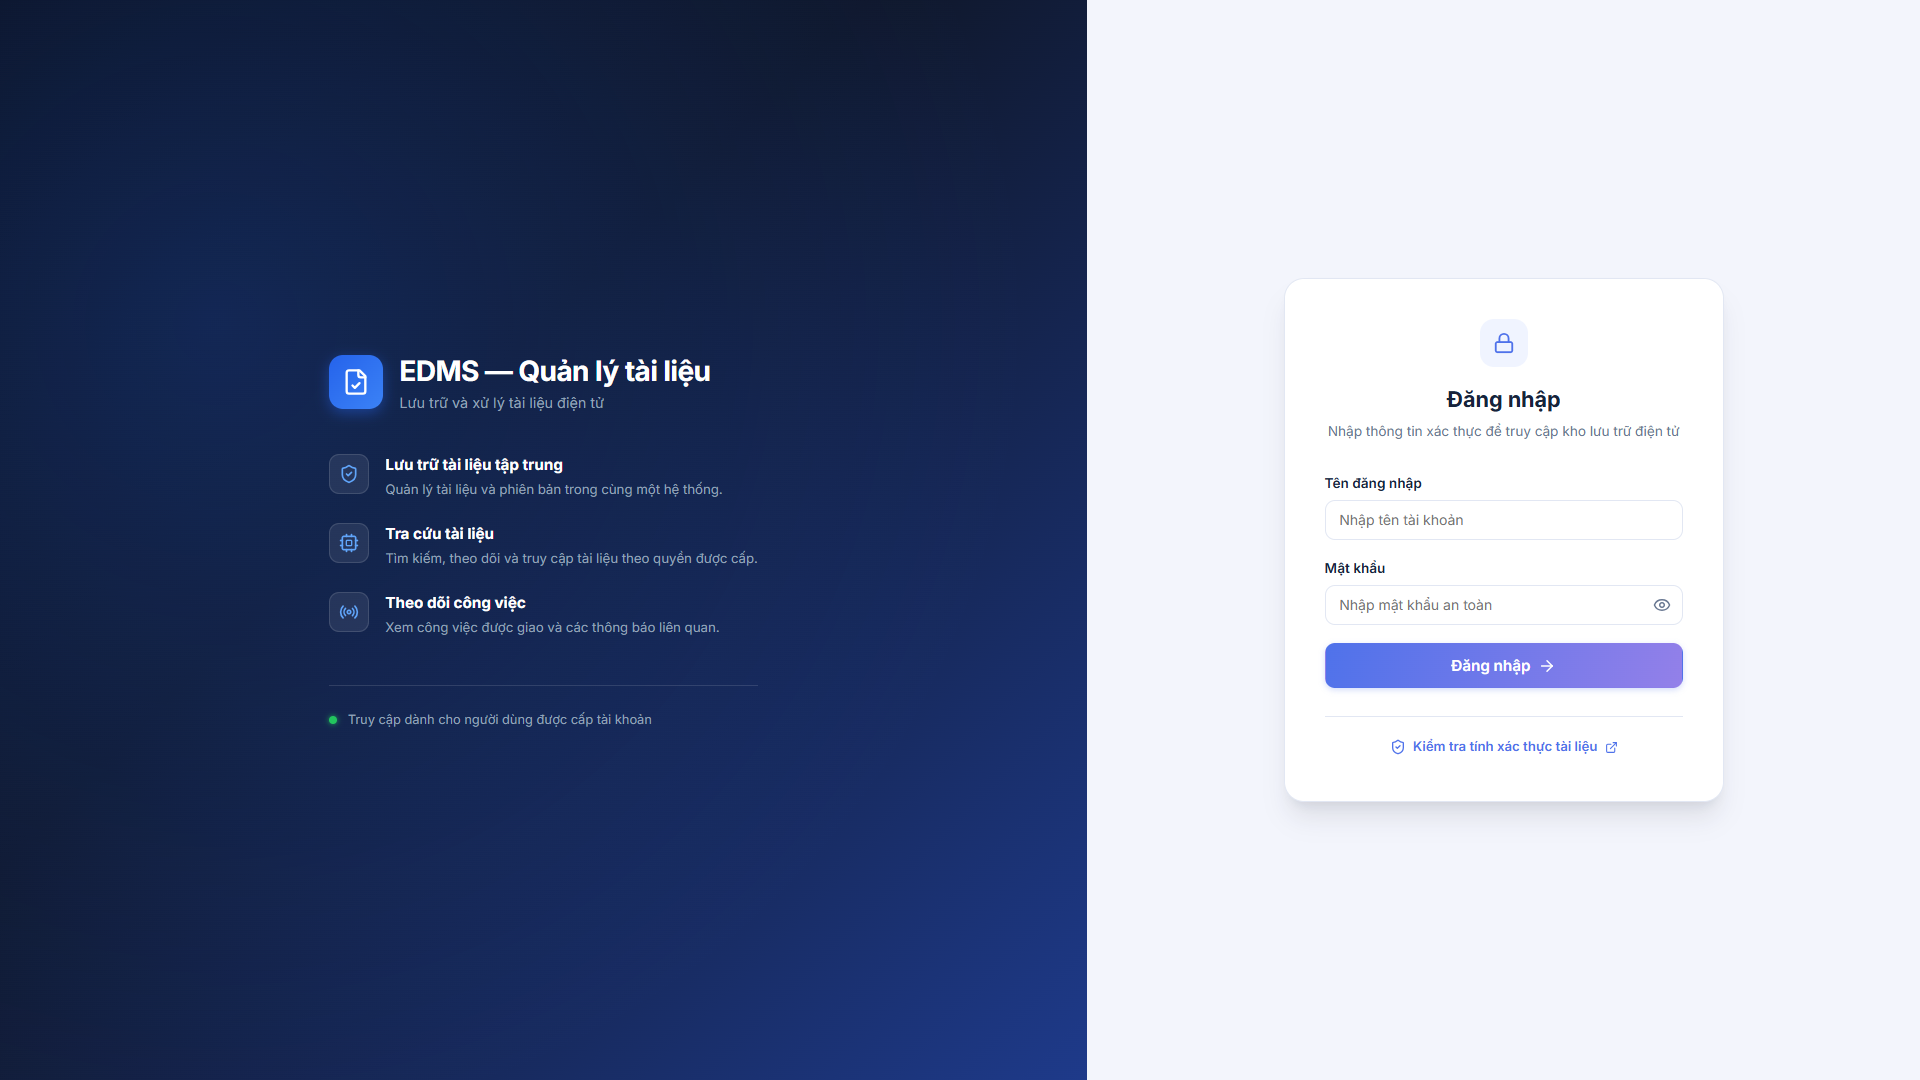 EDMS — Quản lý tài liệu
Lưu trữ và xử lý tài liệu điện tử
Lưu trữ tài liệu tập trung
Quản lý tài liệu và phiên bản trong cùng một hệ thống.
Tra cứu tài liệu
Tìm kiếm, theo dõi và truy cập tài liệu theo quyền được cấp.
Theo dõi công việc
Xem công việc được giao và các thông báo liên quan.
Truy cập dành cho người dùng được cấp tài khoản
Đăng nhập
Nhập thông tin xác thực để truy cập kho lưu trữ điện tử
Tên đăng nhập
Nhập tên tài khoản
Mật khẩu
Nhập mật khẩu an toàn
Đăng nhập
Kiểm tra tính xác thực tài liệu